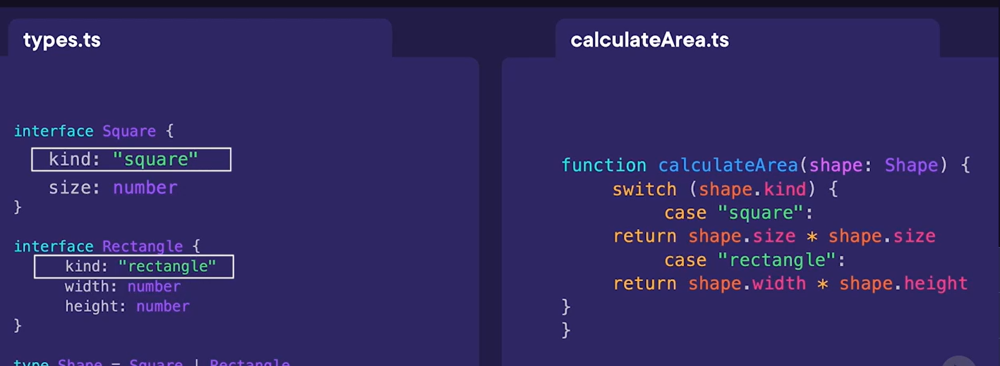 types.ts
interface Square {
kind: "square"
size: number
}
interface Rectangle {
kind: "rectangle"
width: number
height: number
}
type Shape = Square | Rectangle
calculateArea.ts
function calculateArea(shape: Shape) {
switch (shape.kind) {
case "square":
return shape.size * shape.size
case "rectangle":
return shape.width * shape.height
}
}